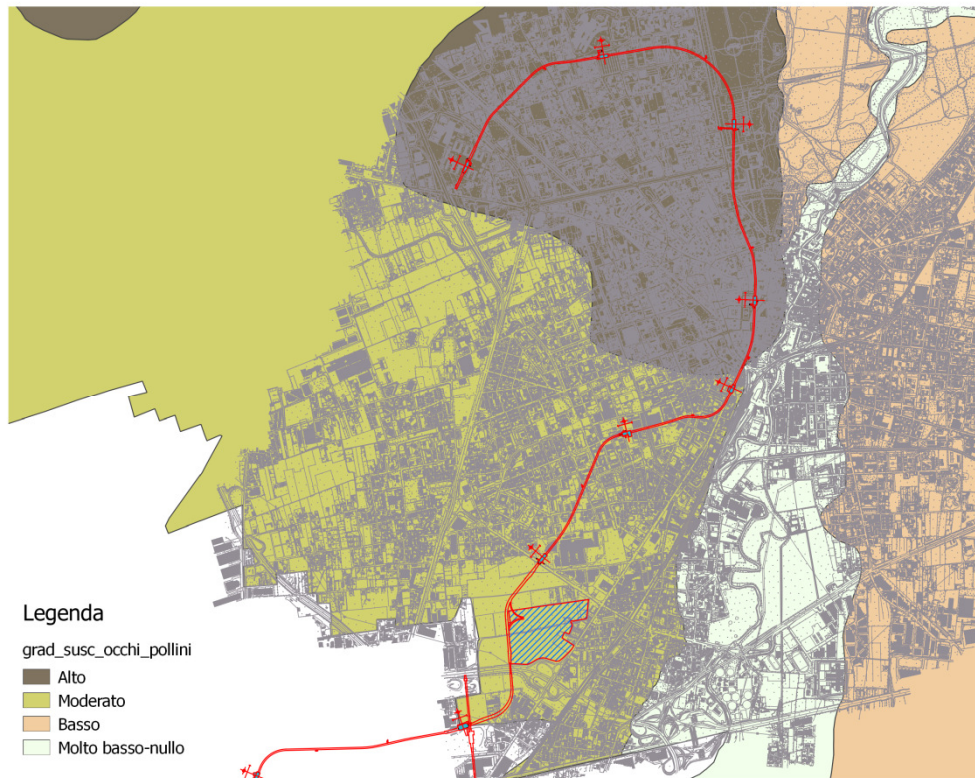 Legenda
grad_susc_occhi_pollini
Alto
Moderato
Basso
Molto basso-nullo